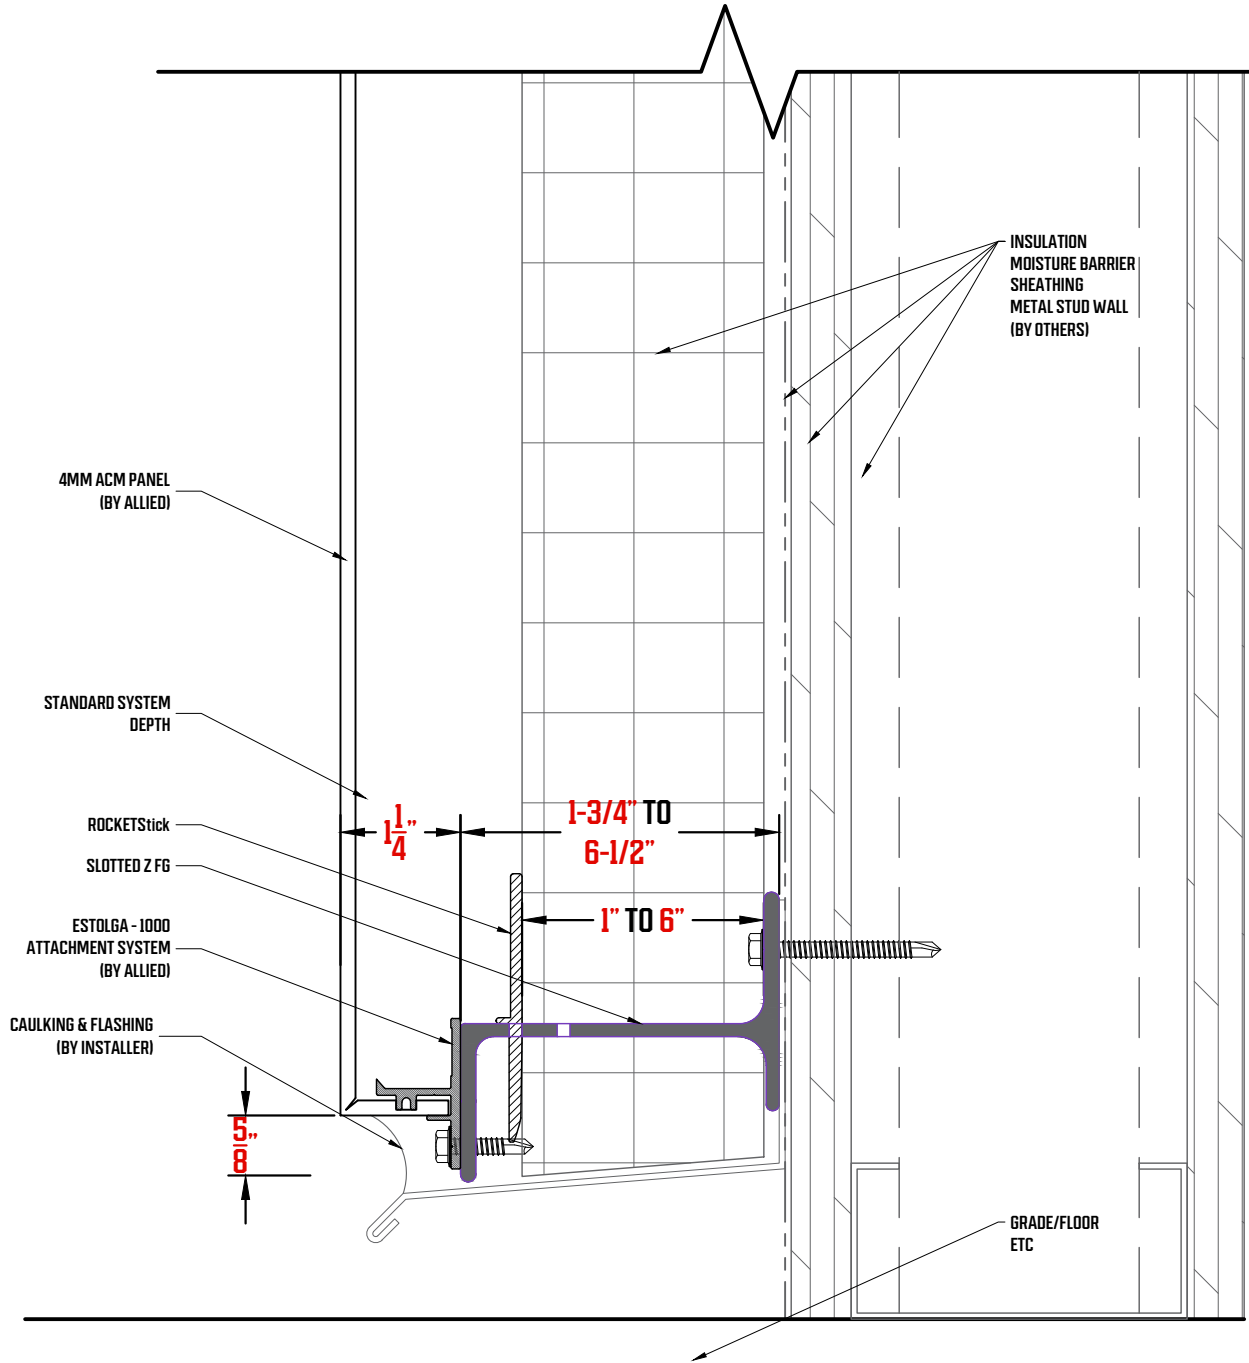 INSULATION
MOISTURE BARRIER
SHEATHING
METAL STUD WALL
(BY OTHERS)
4MM ACM PANEL
(BY ALLIED)
STANDARD SYSTEM
DEPTH
1 1/4"
1-3/4" TO
6-1/2"
ROCKETStick
SLOTTED Z FG
1" TO 6"
ESTOLGA - 1000
ATTACHMENT SYSTEM
(BY ALLIED)
CAULKING & FLASHING
(BY INSTALLER)
5/8"
GRADE/FLOOR
ETC